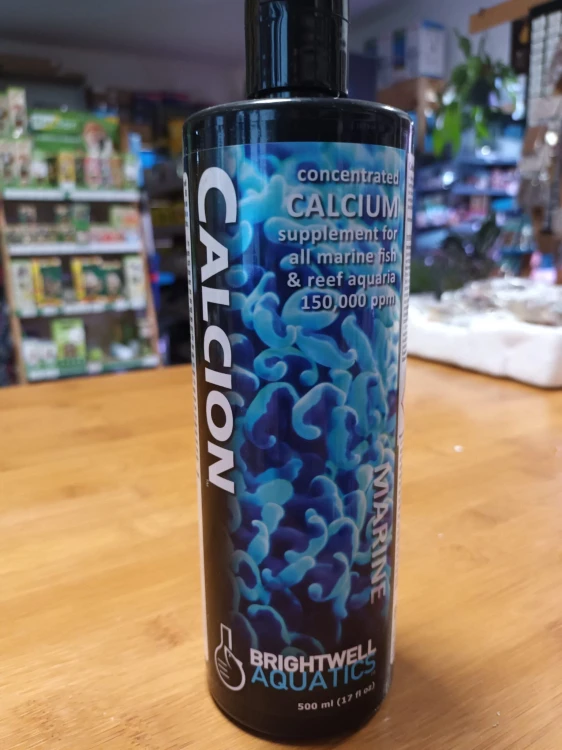 CALCION
concentrated
CALCIUM
supplement for
all marine fish
& reef aquaria
150,000 ppm
MARINE
BRIGHTWELL
AQUATICS
500 ml (17 fl oz)